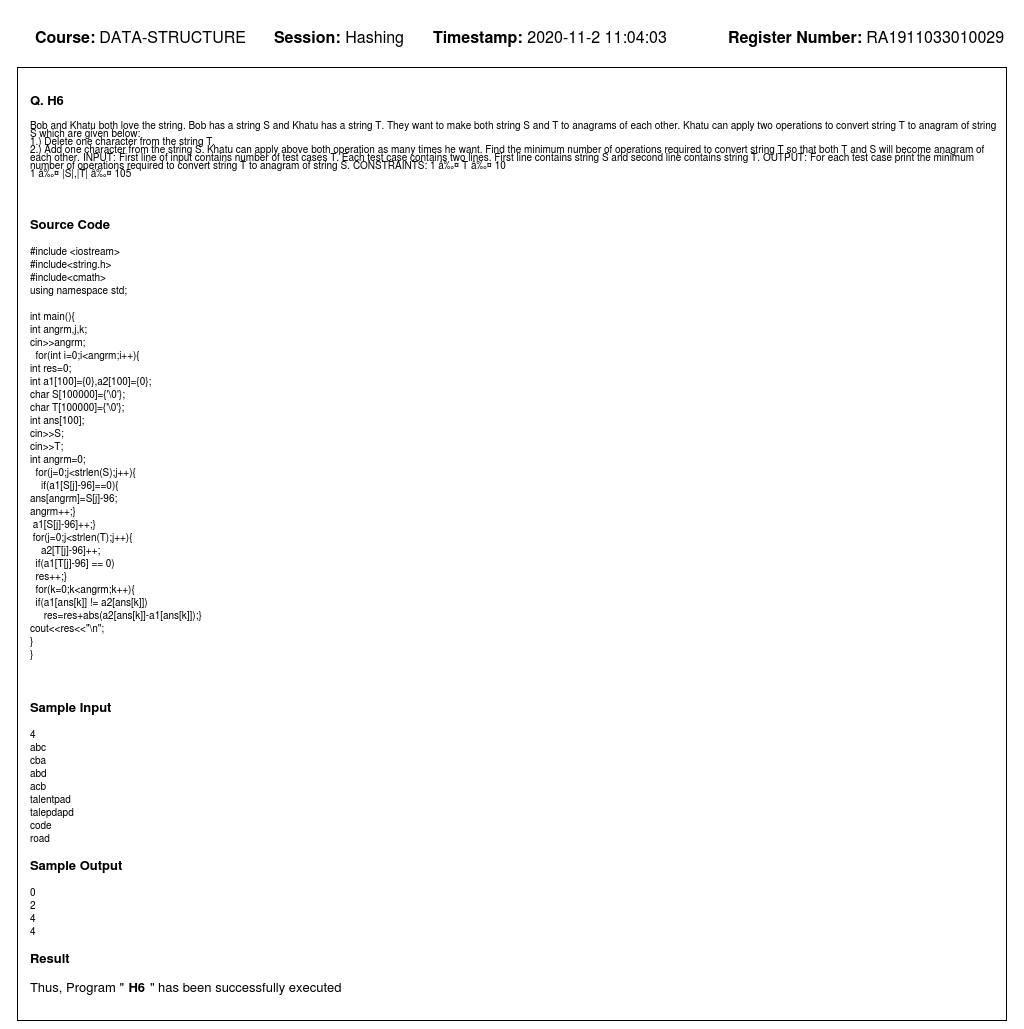 Course: DATA-STRUCTURE Session: Hashing Timestamp: 2020-11-2 11:04:03 Register Number: RA1911033010029
Q. H6
Bob and Khatu both love the string. Bob has a string S and Khatu has a string T. They want to make both string S and T to anagrams of each other. Khatu can apply two operations to convert string T to anagram of string
S which are given below:
1.) Delete one character from the string T.
2.) Add one character from the string S. Khatu can apply above both operation as many times he want. Find the minimum number of operations required to convert string T so that both T and S will become anagram of
each other. INPUT: First line of input contains number of test cases T. Each test case contains two lines. First line contains string S and second line contains string T. OUTPUT: For each test case print the minimum
number of operations required to convert string T to anagram of string S. CONSTRAINTS: 1 â‰¤ T â‰¤ 10
1 â‰¤ |S|,|T| â‰¤ 105
Source Code
#include <iostream>
#include<string.h>
#include<cmath>
using namespace std;
int main(){
int angrm,j,k;
cin>>angrm;
for(int i=0;i<angrm;i++){
int res=0;
int a1[100]={0},a2[100]={0};
char S[100000]={'\0'};
char T[100000]={'\0'};
int ans[100];
cin>>S;
cin>>T;
int angrm=0;
for(j=0;j<strlen(S);j++){
if(a1[S[j]-96]==0){
ans[angrm]=S[j]-96;
angrm++;}
a1[S[j]-96]++;}
for(j=0;j<strlen(T);j++){
a2[T[j]-96]++;
if(a1[T[j]-96] == 0)
res++;}
for(k=0;k<angrm;k++){
if(a1[ans[k]] != a2[ans[k]])
res=res+abs(a2[ans[k]]-a1[ans[k]]);}
cout<<res<<"\n";
}
}
Sample Input
4
abc
cba
abd
acb
talentpad
talepdapd
code
road
Sample Output
0
2
4
4
Result
Thus, Program " H6 " has been successfully executed